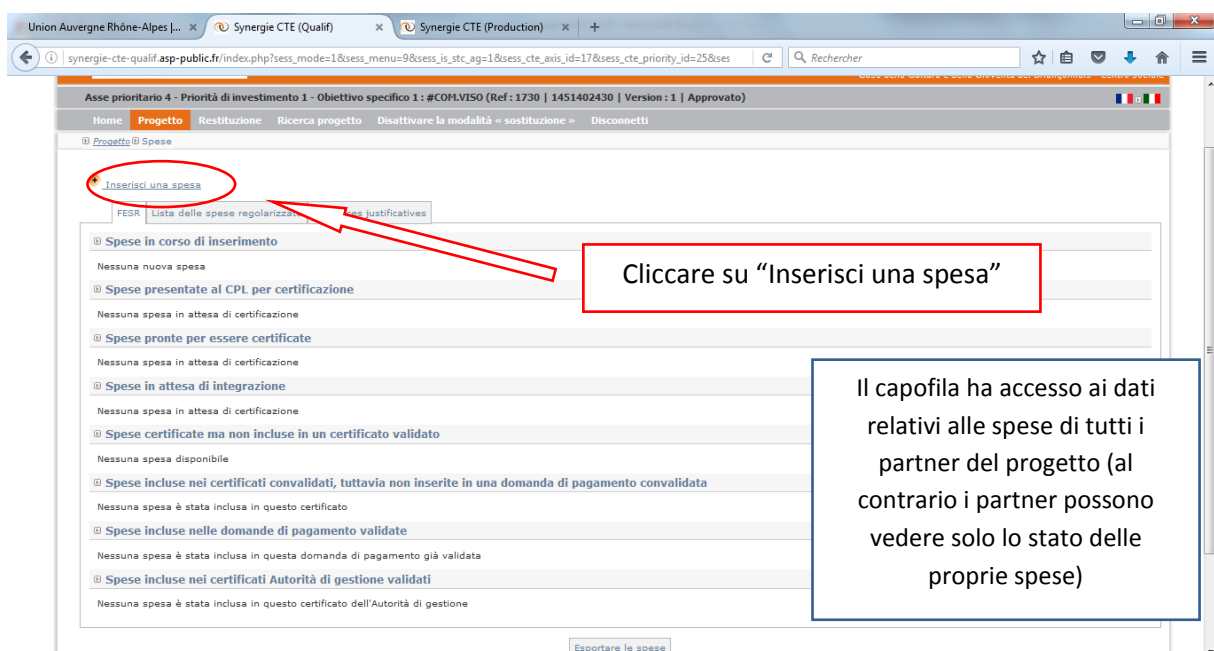 Union Auvergne Rhône-Alpes |... × Synergie CTE (Qualif) × Synergie CTE (Production) × +
synergie-cte-qualif.asp-public.fr/index.php?sess_mode=1&sess_menu=9&sess_is_stc_ag=1&sess_cte_axis_id=17&sess_cte_priority_id=25&ses Rechercher
Asse prioritario 4 - Priorità di investimento 1 - Obiettivo specifico 1 : #COM.VISO (Ref : 1730 | 1451402430 | Version : 1 | Approvato)
Home Progetto Restituzione Ricerca progetto Disattivare la modalità « sostituzione » Disconnetti
Progetto Spese
Inserisci una spesa
FESR Lista delle spese regolarizzate justificatives
Spese in corso di inserimento
Nessuna nuova spesa
Cliccare su “Inserisci una spesa”
Spese presentate al CPL per certificazione
Nessuna spesa in attesa di certificazione
Spese pronte per essere certificate
Nessuna spesa in attesa di certificazione
Spese in attesa di integrazione
Nessuna spesa in attesa di certificazione
Spese certificate ma non incluse in un certificato validato
Nessuna spesa disponibile
Spese incluse nei certificati convalidati, tuttavia non inserite in una domanda di pagamento convalidata
Nessuna spesa è stata inclusa in questo certificato
Spese incluse nelle domande di pagamento validate
Nessuna spesa è stata inclusa in questa domanda di pagamento già validata
Spese incluse nei certificati Autorità di gestione validati
Nessuna spesa è stata inclusa in questo certificato dell'Autorità di gestione
Il capofila ha accesso ai dati
relativi alle spese di tutti i
partner del progetto (al
contrario i partner possono
vedere solo lo stato delle
proprie spese)
Esportare le spese